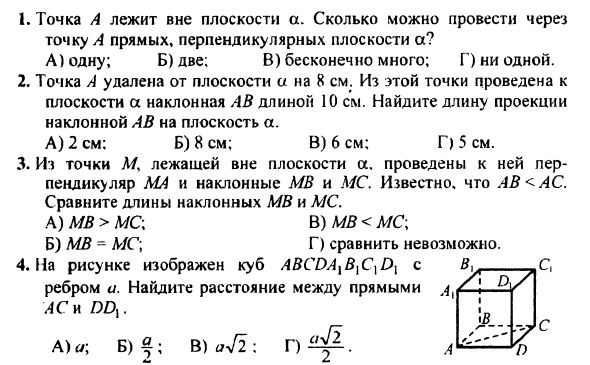 1. Точка A лежит вне плоскости α. Сколько можно провести через
точку A прямых, перпендикулярных плоскости α?
А) одну; Б) две; В) бесконечно много; Г) ни одной.
2. Точка A удалена от плоскости α на 8 см. Из этой точки проведена к
плоскости α наклонная AB длиной 10 см. Найдите длину проекции
наклонной AB на плоскость α.
А) 2 см; Б) 8 см; В) 6 см; Г) 5 см.
3. Из точки M, лежащей вне плоскости α, проведены к ней пер-
пендикуляр MA и наклонные MB и MC. Известно, что AB < AC.
Сравните длины наклонных MB и MC.
А) MB > MC; В) MB < MC;
Б) MB = MC; Г) сравнить невозможно.
4. На рисунке изображен куб ABCDA₁B₁C₁D₁ с
ребром a. Найдите расстояние между прямыми
AC и DD₁.
А) a; Б) a/2; В) a√2; Г) a√2/2.
B₁ C₁
A₁ D₁
B C
A D